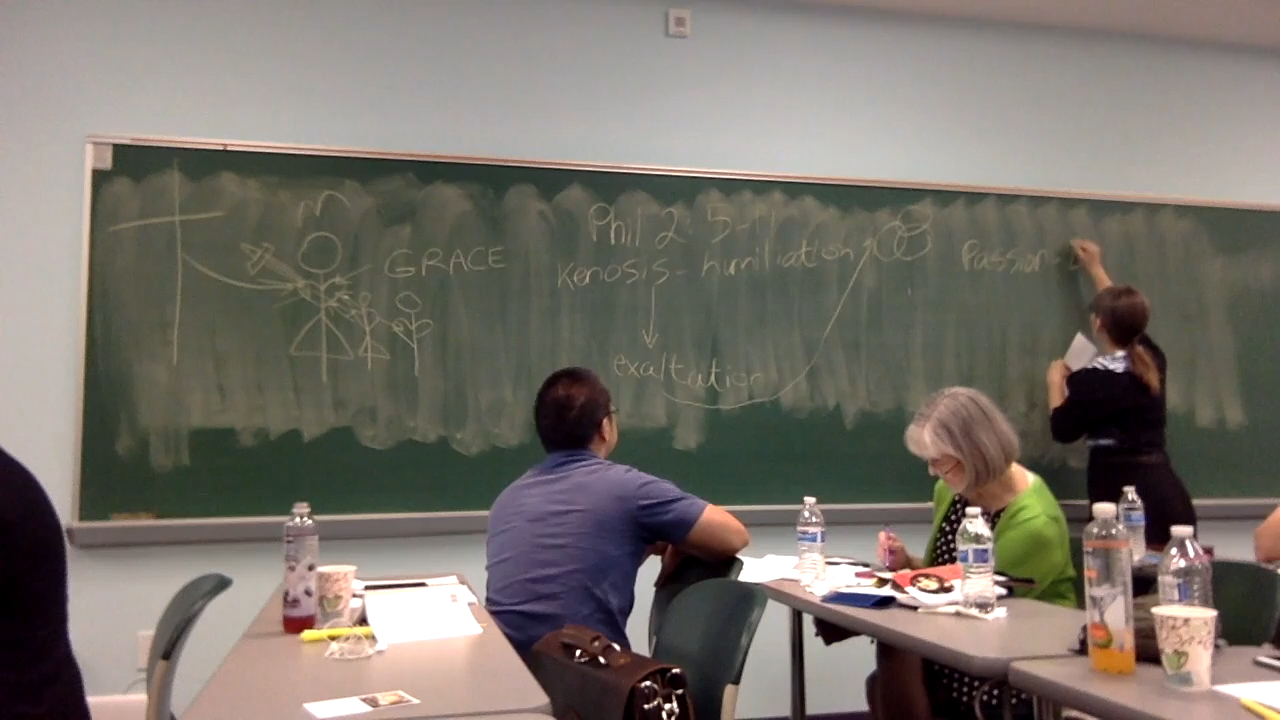 GRACE
Phil 2 5-11
Kenosis - humiliation
exaltation
Passion